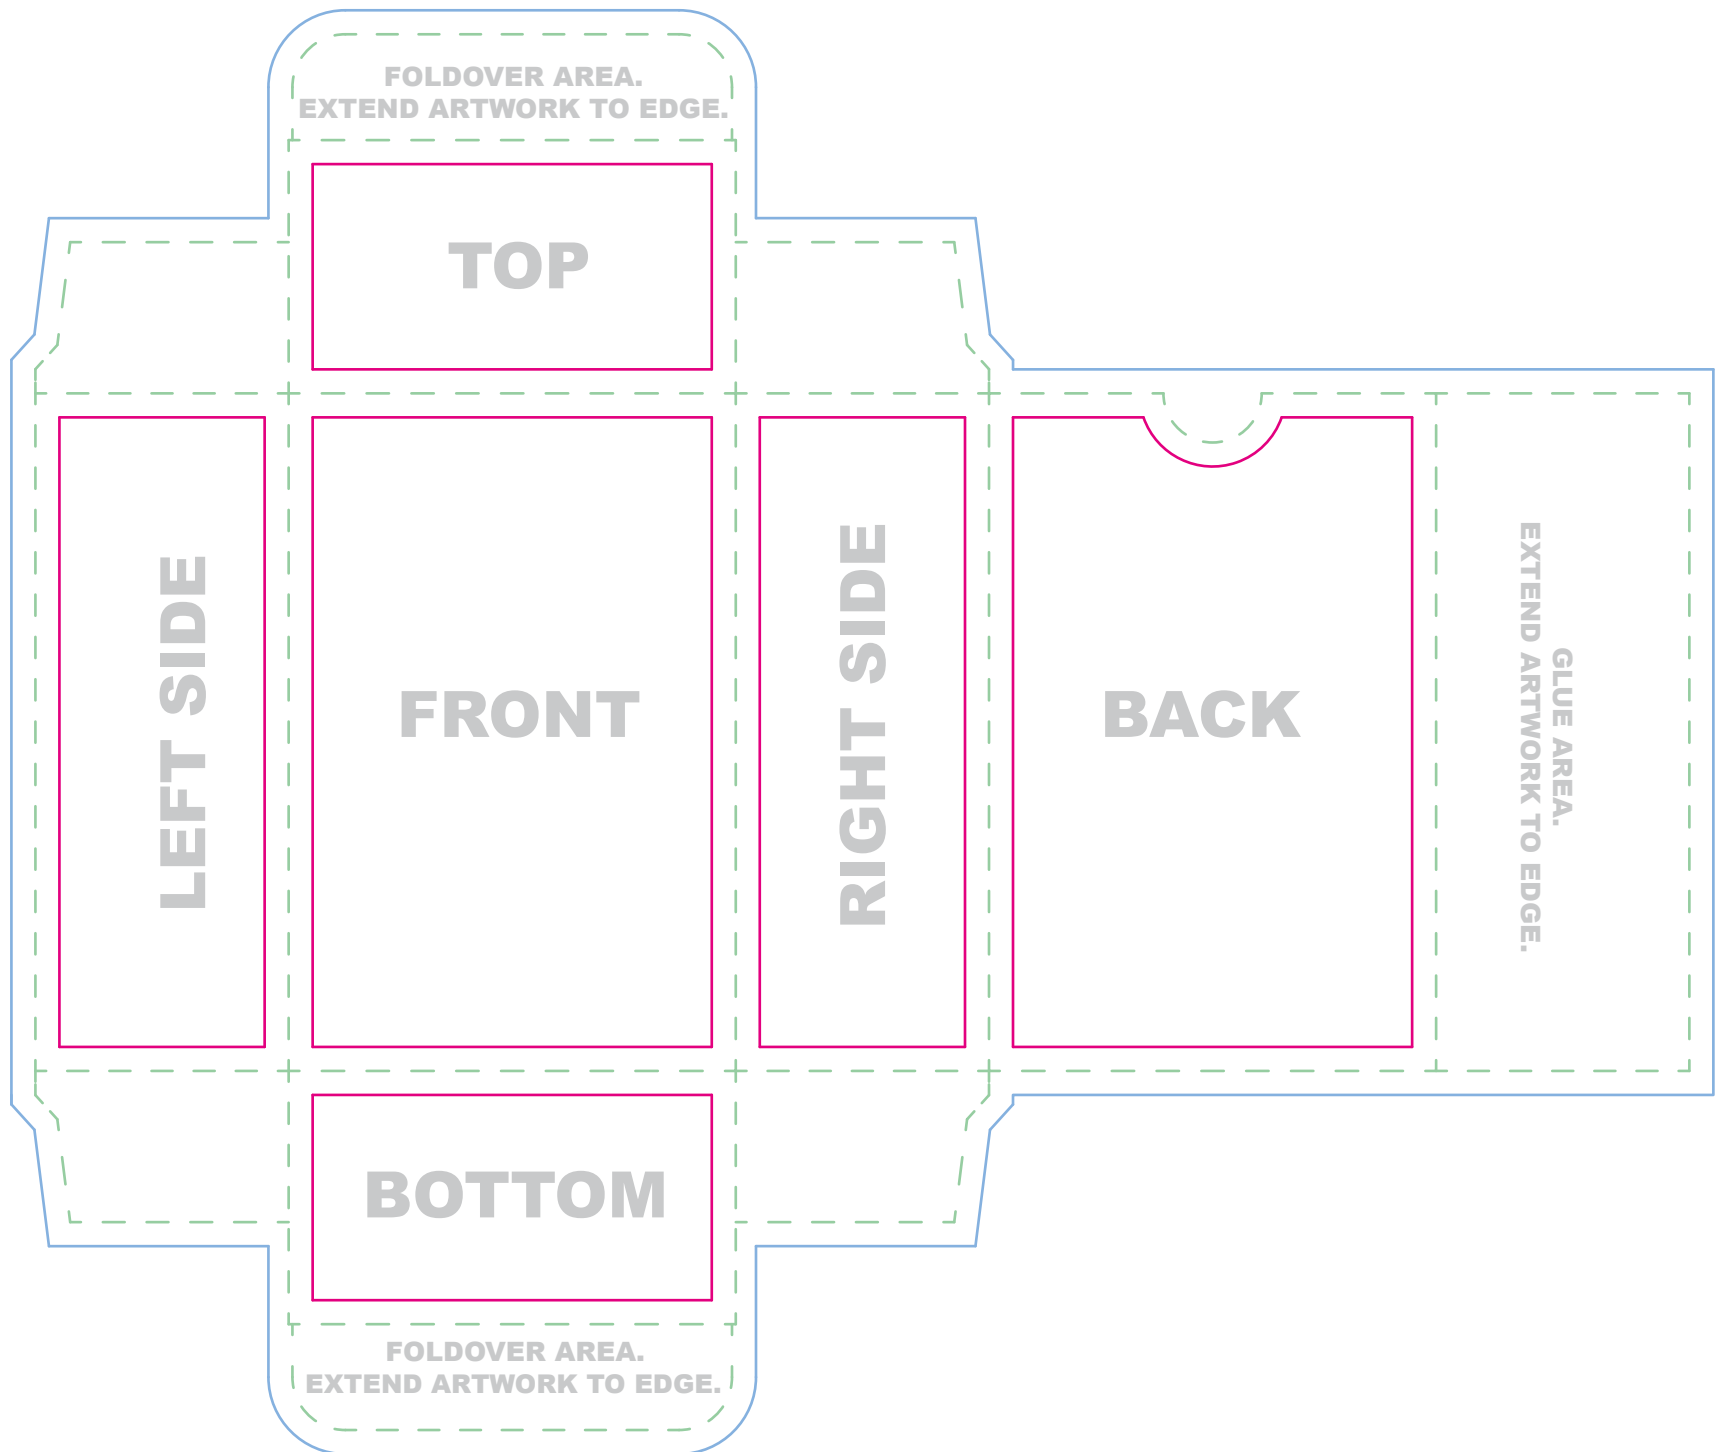 FOLDOVER AREA.
EXTEND ARTWORK TO EDGE.
TOP
LEFT SIDE
FRONT
RIGHT SIDE
BACK
GLUE AREA.
EXTEND ARTWORK TO EDGE.
BOTTOM
FOLDOVER AREA.
EXTEND ARTWORK TO EDGE.